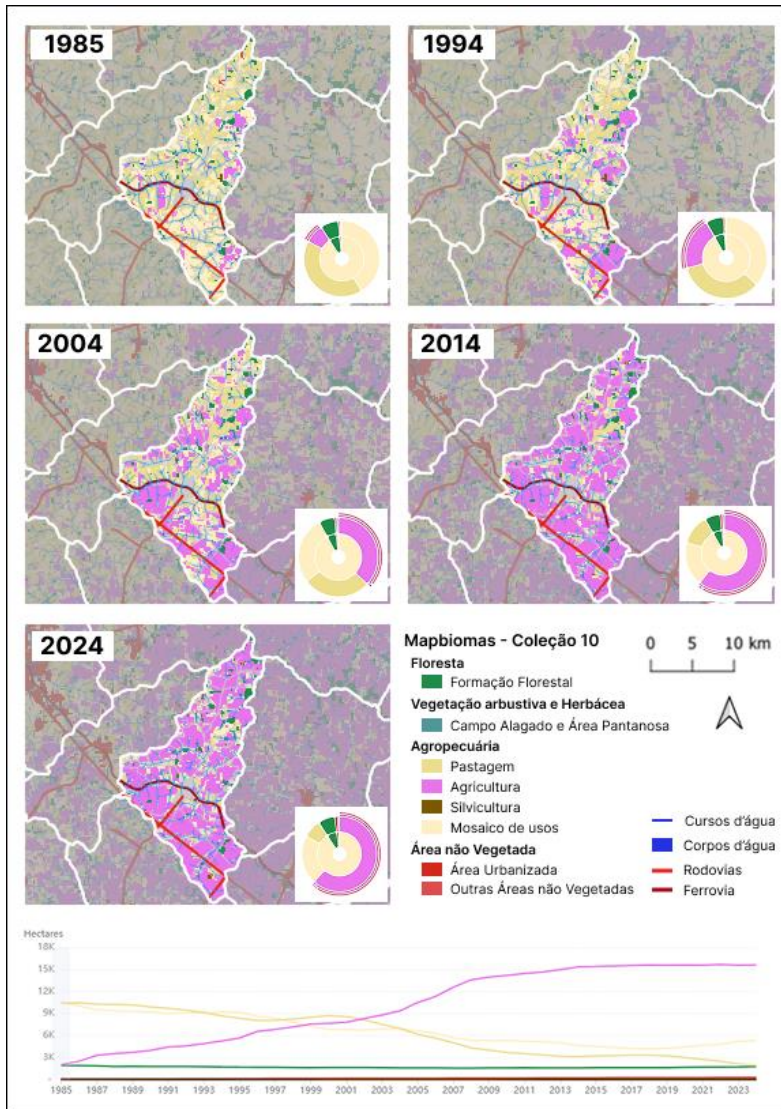 1985
1994
2004
2014
2024
Mapbiomas - Coleção 10
0 5 10 km
Floresta
Formação Florestal
Vegetação arbustiva e Herbácea
Campo Alagado e Área Pantanosa
Agropecuária
Pastagem
Agricultura
Silvicultura
Mosaico de usos
Área não Vegetada
Área Urbanizada
Outras Áreas não Vegetadas
Cursos d'água
Corpos d'água
Rodovias
Ferrovia
Hectares
18K
15K
12K
9K
6K
3K
-
1985 1987 1989 1991 1993 1995 1997 1999 2001 2003 2005 2007 2009 2011 2013 2015 2017 2019 2021 2023